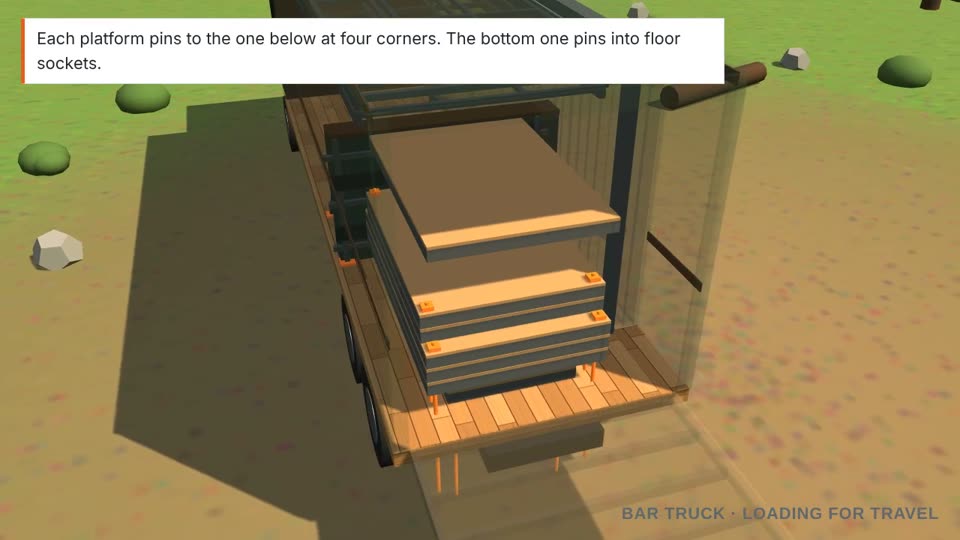 Each platform pins to the one below at four corners. The bottom one pins into floor
sockets.
BAR TRUCK · LOADING FOR TRAVEL